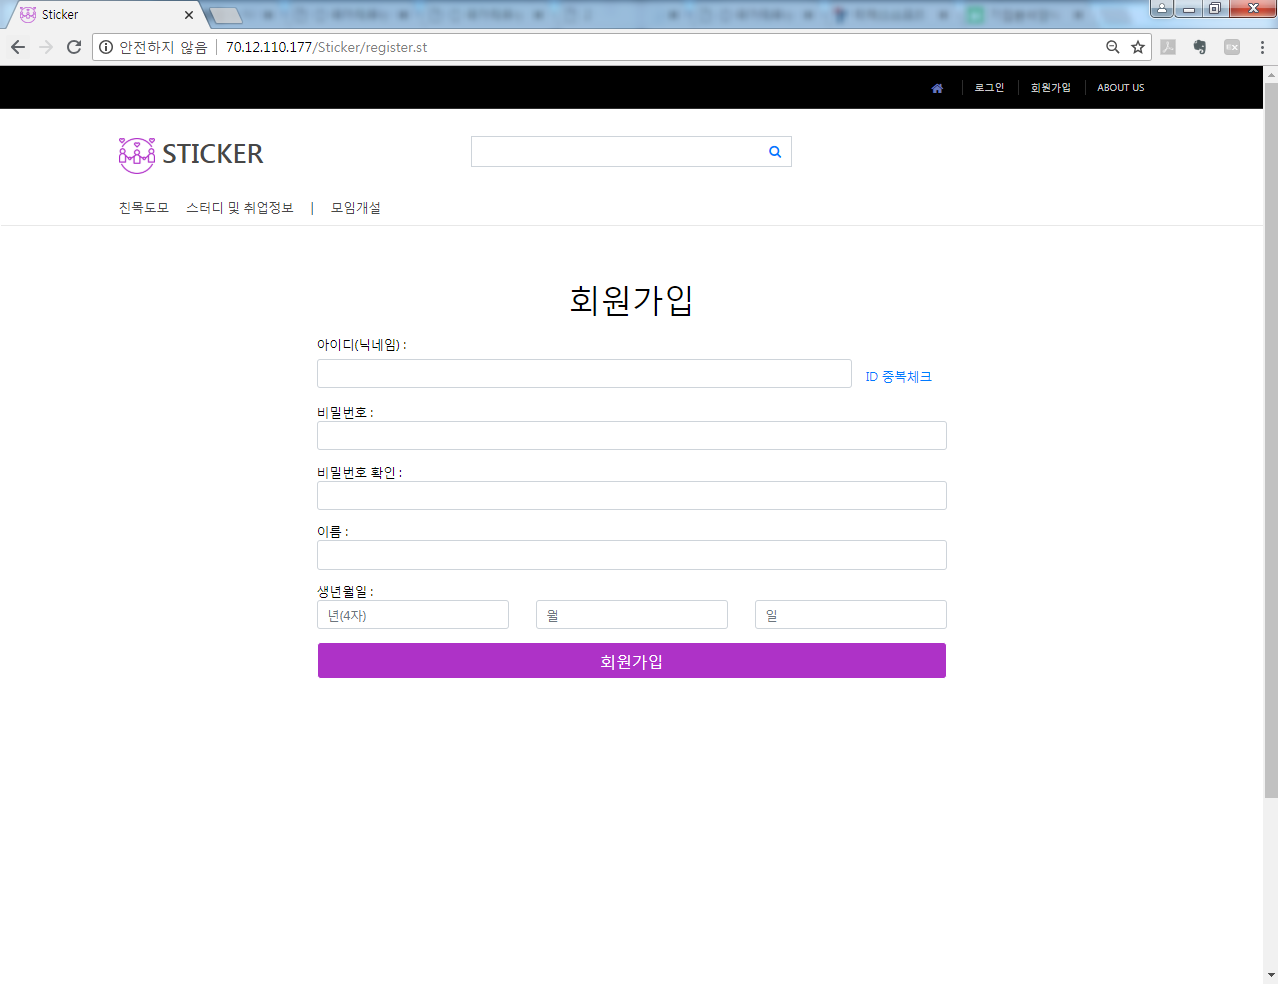 Sticker
안전하지 않음 70.12.110.177/Sticker/register.st
로그인 회원가입 ABOUT US
STICKER
친목도모 스터디 및 취업정보 | 모임개설
회원가입
아이디(닉네임) :
ID 중복체크
비밀번호 :
비밀번호 확인 :
이름 :
생년월일 :
년(4자) 월 일
회원가입